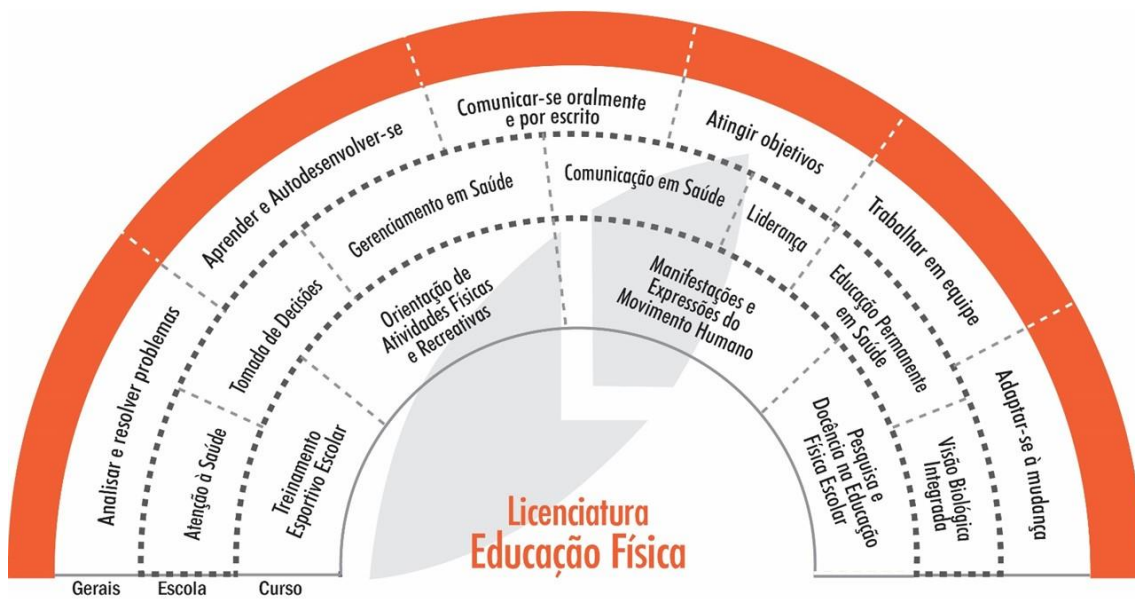 Analisar e resolver problemas
Aprender e Autodesenvolver-se
Comunicar-se oralmente
e por escrito
Atingir objetivos
Trabalhar em equipe
Adaptar-se à mudança
Atenção à Saúde
Tomada de Decisões
Gerenciamento em Saúde
Comunicação em Saúde
Liderança
Educação Permanente
em Saúde
Visão Biológica
Integrada
Treinamento
Esportivo Escolar
Orientação de
Atividades Físicas
e Recreativas
Manifestações e
Expressões do
Movimento Humano
Pesquisa e
Docência na Educação
Física Escolar
Licenciatura
Educação Física
Gerais
Escola
Curso